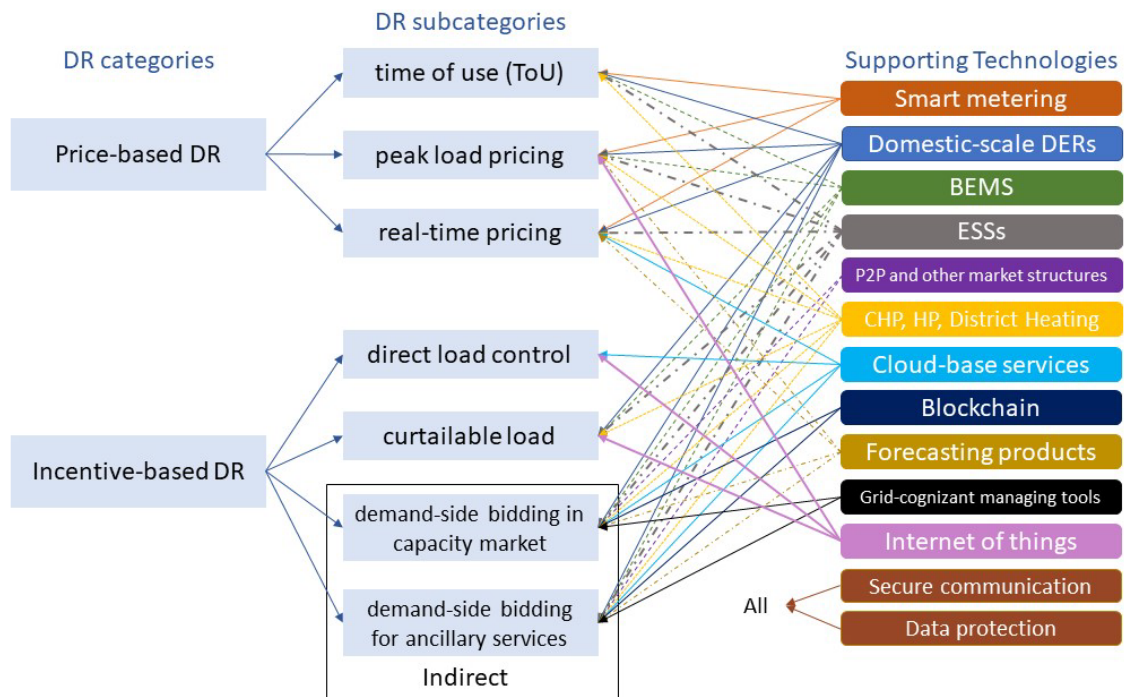 DR categories
Price-based DR
Incentive-based DR
DR subcategories
time of use (ToU)
peak load pricing
real-time pricing
direct load control
curtailable load
demand-side bidding in
capacity market
demand-side bidding
for ancillary services
Indirect
Supporting Technologies
Smart metering
Domestic-scale DERs
BEMS
ESSs
P2P and other market structures
CHP, HP, District Heating
Cloud-base services
Blockchain
Forecasting products
Grid-cognizant managing tools
Internet of things
Secure communication
Data protection
All